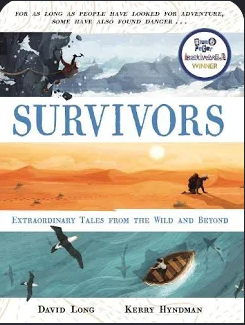 FOR AS LONG AS PEOPLE HAVE LOOKED FOR ADVENTURE,
SOME HAVE ALSO FOUND DANGER . . .
WINNER
SURVIVORS
EXTRAORDINARY TALES FROM THE WILD AND BEYOND
DAVID LONG
KERRY HYNDMAN